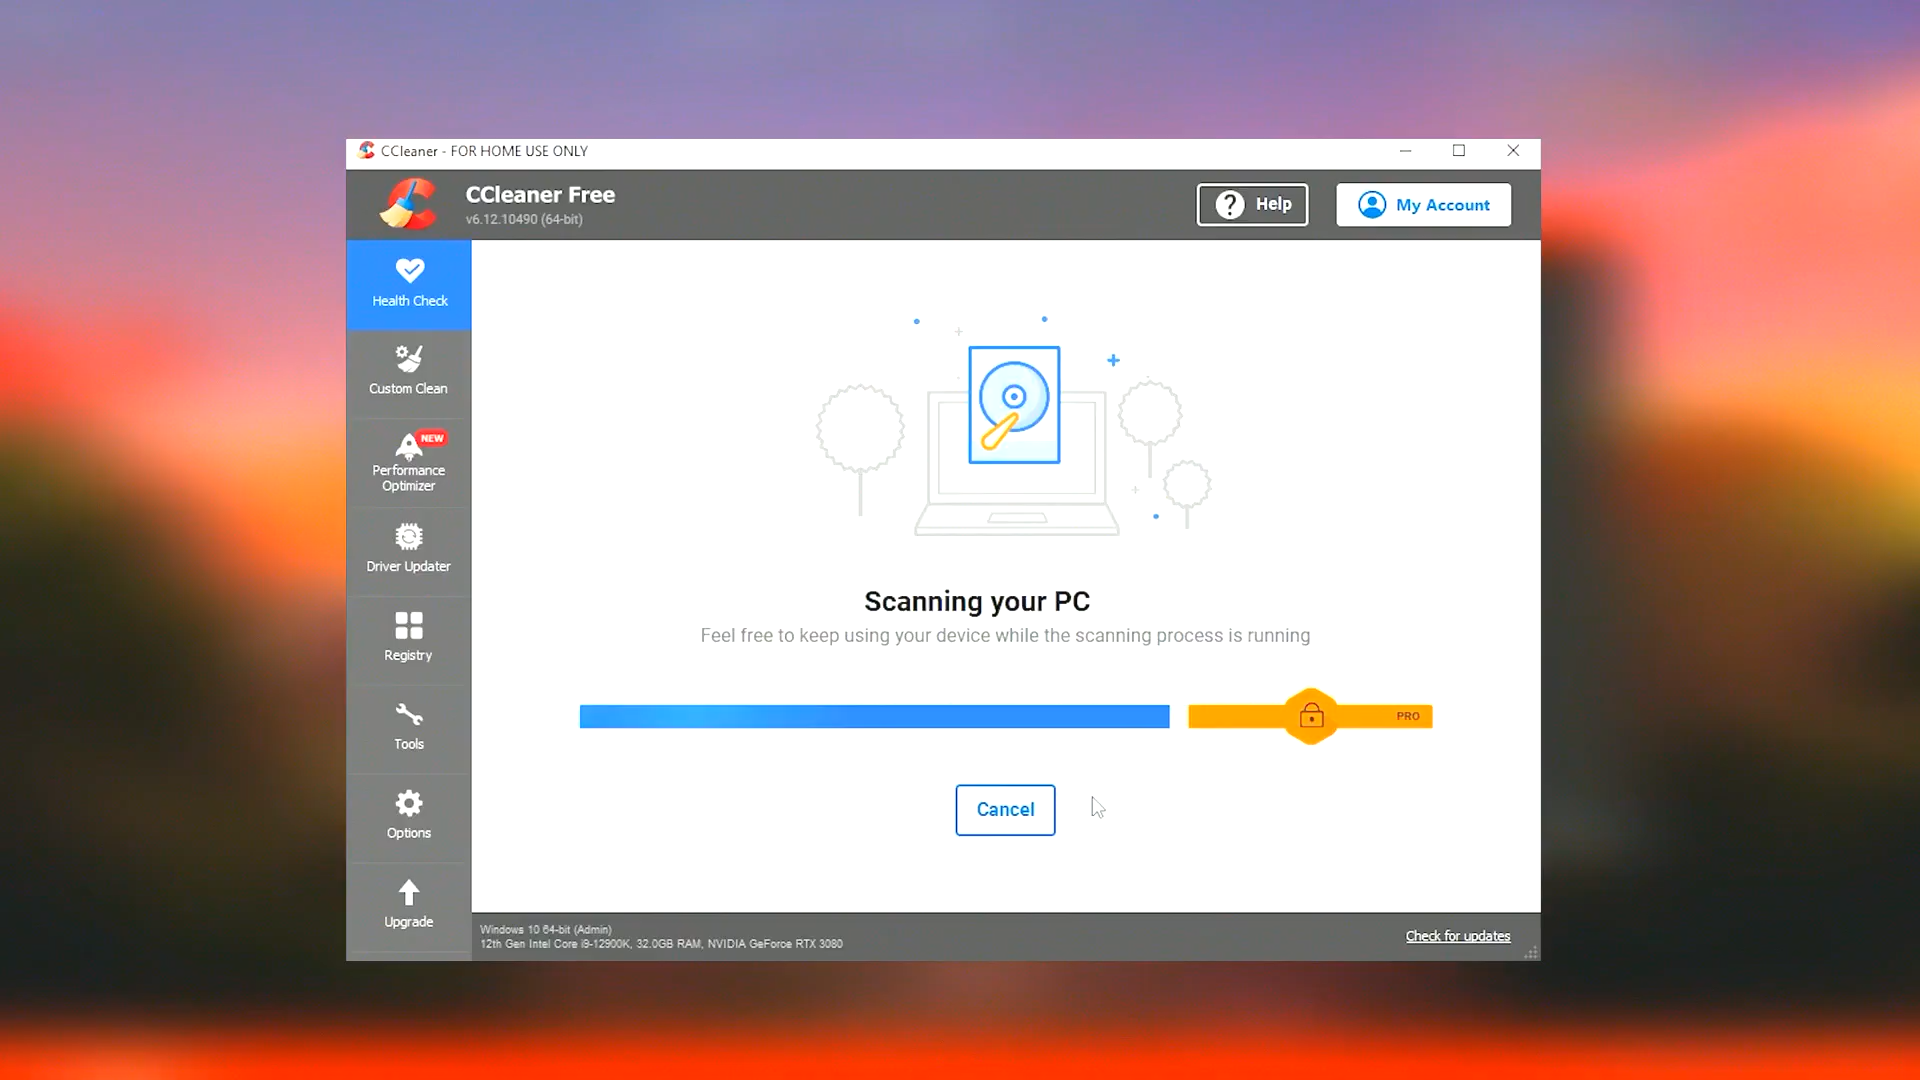 CCleaner - FOR HOME USE ONLY
CCleaner Free
v6.12.10490 (64-bit)
Help
My Account
Health Check
Custom Clean
NEW
Performance
Optimizer
Driver Updater
Registry
Tools
Options
Upgrade
Scanning your PC
Feel free to keep using your device while the scanning process is running
PRO
Cancel
Windows 10 64-bit (Admin)
12th Gen Intel Core i9-12900K, 32.0GB RAM, NVIDIA GeForce RTX 3080
Check for updates